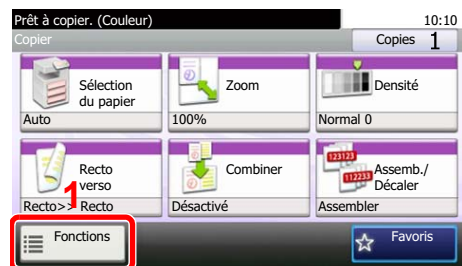 Prêt à copier. (Couleur)
10:10
Copier
Copies 1
Sélection
du papier
Auto
Zoom
100%
Densité
Normal 0
Recto
verso
Recto>> Recto
1
Combiner
Désactivé
123123
112233
Assemb./
Décaler
Assembler
Fonctions
Favoris